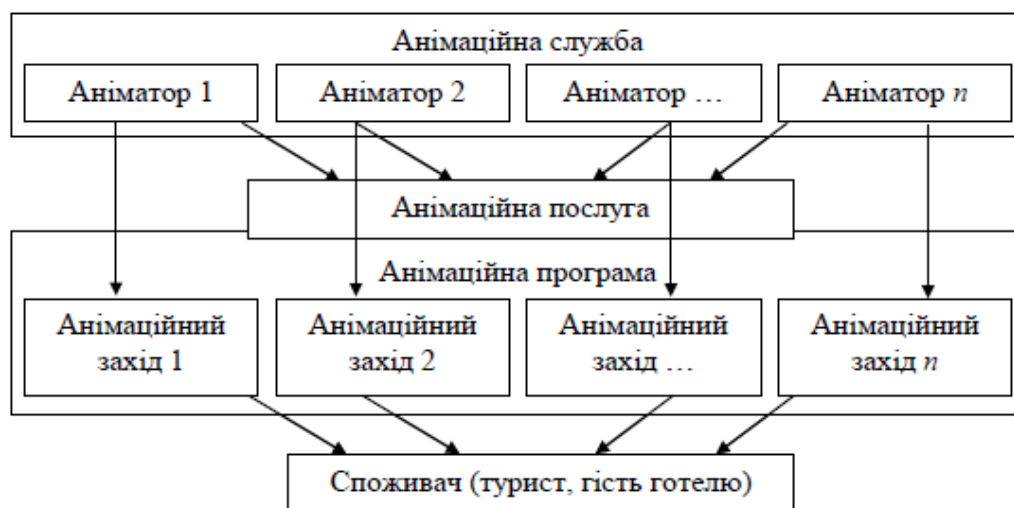 Анімаційна служба
Аніматор 1
Аніматор 2
Аніматор …
Аніматор n
Анімаційна послуга
Анімаційна програма
Анімаційний
захід 1
Анімаційний
захід 2
Анімаційний
захід …
Анімаційний
захід n
Споживач (турист, гість готелю)